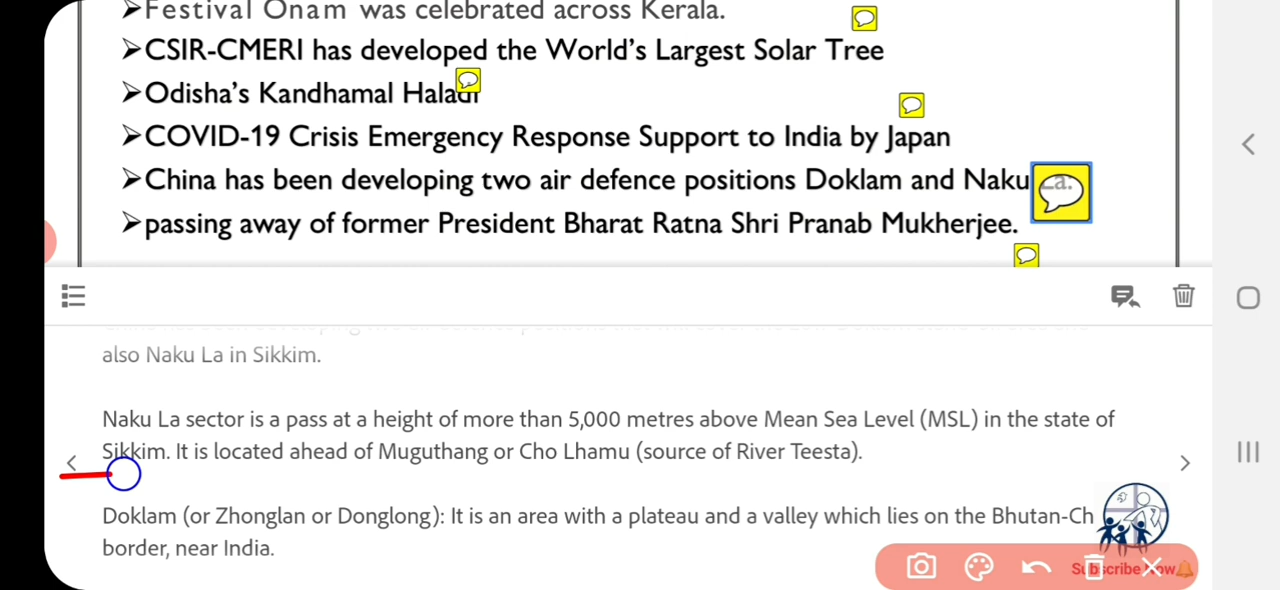 ➢Festival Onam was celebrated across Kerala.
➢CSIR-CMERI has developed the World's Largest Solar Tree
➢Odisha's Kandhamal Haladi
➢COVID-19 Crisis Emergency Response Support to India by Japan
➢China has been developing two air defence positions Doklam and Naku La.
➢passing away of former President Bharat Ratna Shri Pranab Mukherjee.
also Naku La in Sikkim.
Naku La sector is a pass at a height of more than 5,000 metres above Mean Sea Level (MSL) in the state of
Sikkim. It is located ahead of Muguthang or Cho Lhamu (source of River Teesta).
Doklam (or Zhonglan or Donglong): It is an area with a plateau and a valley which lies on the Bhutan-Ch
border, near India.
Subscribe Now